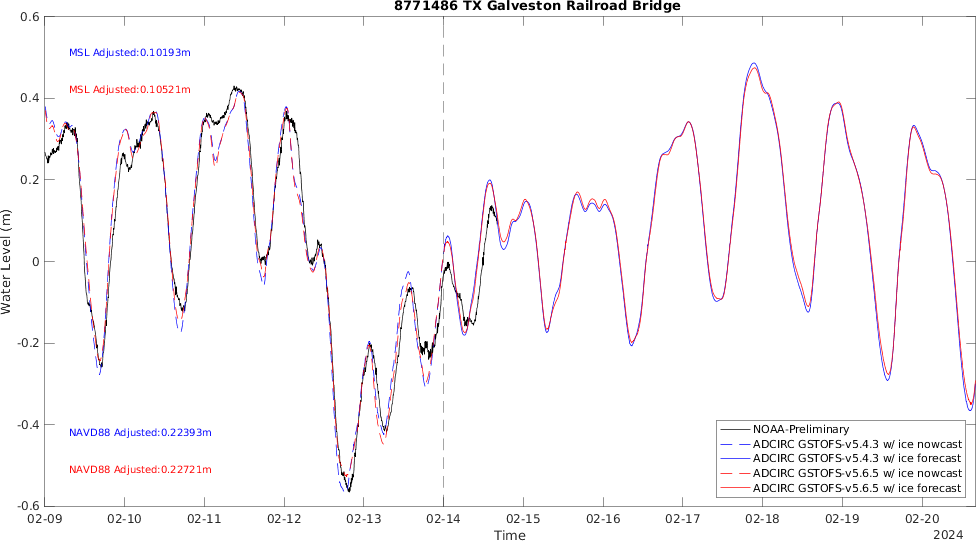 8771486 TX Galveston Railroad Bridge
0.6
0.4
0.2
0
-0.2
-0.4
-0.6
Water Level (m)
MSL Adjusted:0.10193m
MSL Adjusted:0.10521m
NAVD88 Adjusted:0.22393m
NAVD88 Adjusted:0.22721m
NOAA-Preliminary
ADCIRC GSTOFS-v5.4.3 w/ ice nowcast
ADCIRC GSTOFS-v5.4.3 w/ ice forecast
ADCIRC GSTOFS-v5.6.5 w/ ice nowcast
ADCIRC GSTOFS-v5.6.5 w/ ice forecast
02-09 02-10 02-11 02-12 02-13 02-14 02-15 02-16 02-17 02-18 02-19 02-20
Time
2024